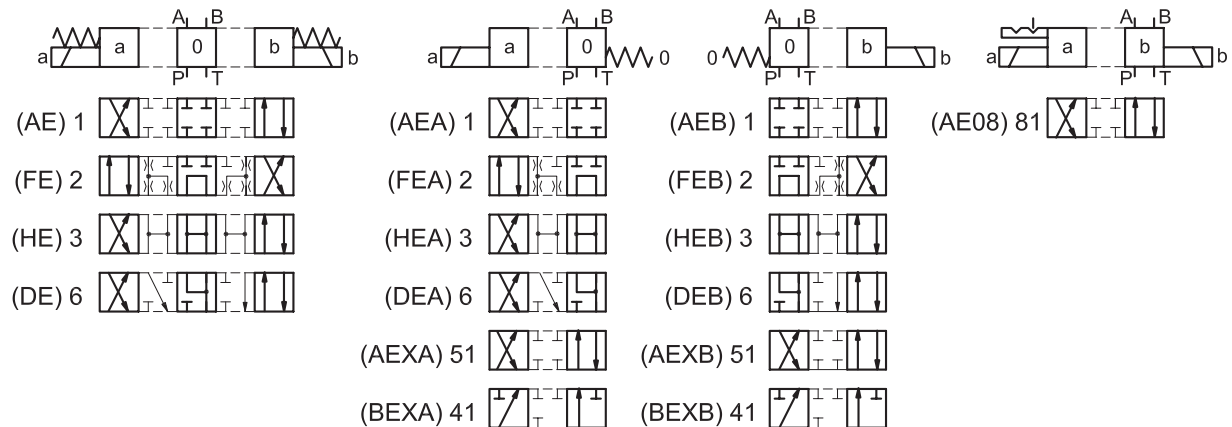 A B A B A B A B
a a 0 b b a 0 0 0 0 b b a a b b
P T P T P T P T
(AE) 1 (AEA) 1 (AEB) 1 (AE08) 81
(FE) 2 (FEA) 2 (FEB) 2
(HE) 3 (HEA) 3 (HEB) 3
(DE) 6 (DEA) 6 (DEB) 6
(AEXA) 51 (AEXB) 51
(BEXA) 41 (BEXB) 41